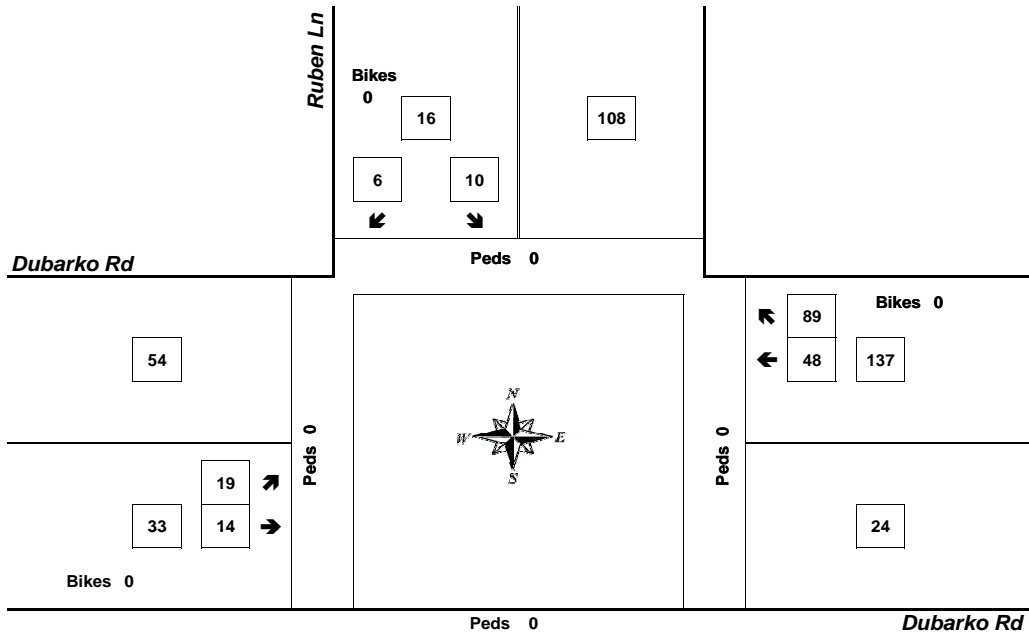 Ruben Ln
Bikes
0
16
108
6
10
Peds 0
Dubarko Rd
89
Bikes 0
54
48
137
N
W
E
S
Peds 0
Peds 0
19
33
14
24
Bikes 0
Peds 0
Dubarko Rd